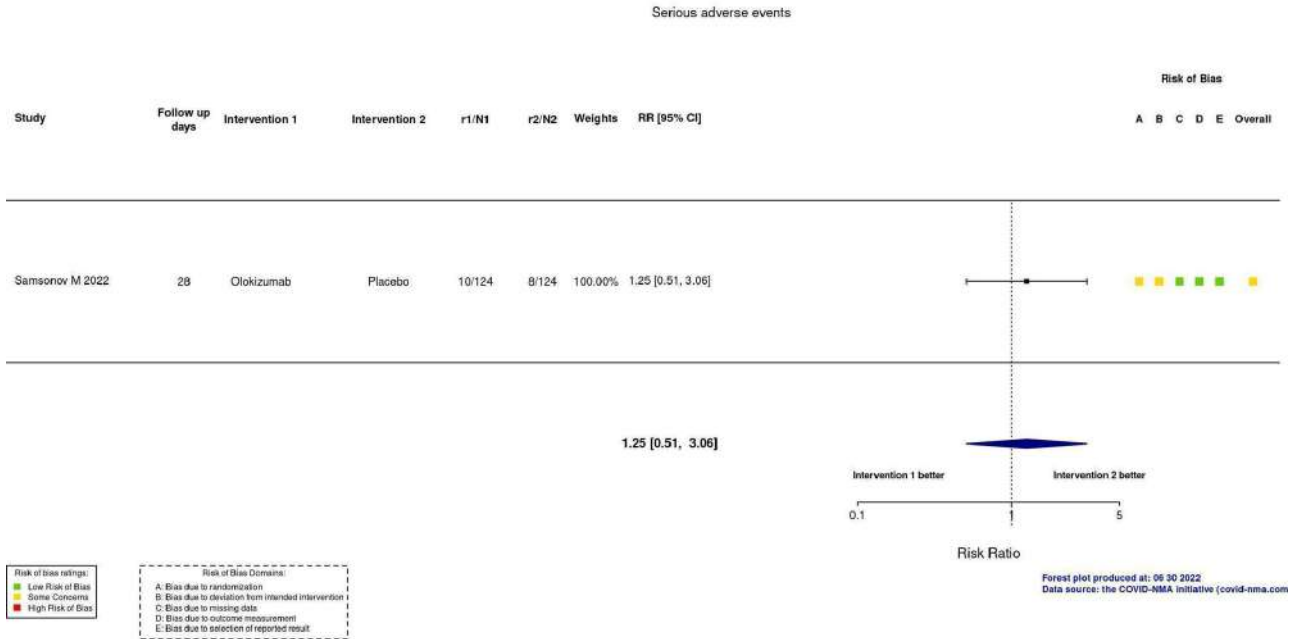 Serious adverse events
Risk of Bias
Study Follow up days Intervention 1 Intervention 2 r1/N1 r2/N2 Weights RR [95% CI] A B C D E Overall
Samsonov M 2022 28 Olokizumab Placebo 10/124 8/124 100.00% 1.25 [0.51, 3.06]
1.25 [0.51, 3.06]
Intervention 1 better Intervention 2 better
0.1 1 5
Risk Ratio
Risk of bias ratings:
Low Risk of Bias
Some Concerns
High Risk of Bias
Risk of Bias Domains:
A: Bias due to randomization
B: Bias due to deviation from intended intervention
C: Bias due to missing data
D: Bias due to outcome measurement
E: Bias due to selection of reported result
Forest plot produced at: 06 30 2022
Data source: the COVID-NMA initiative (covid-nma.com